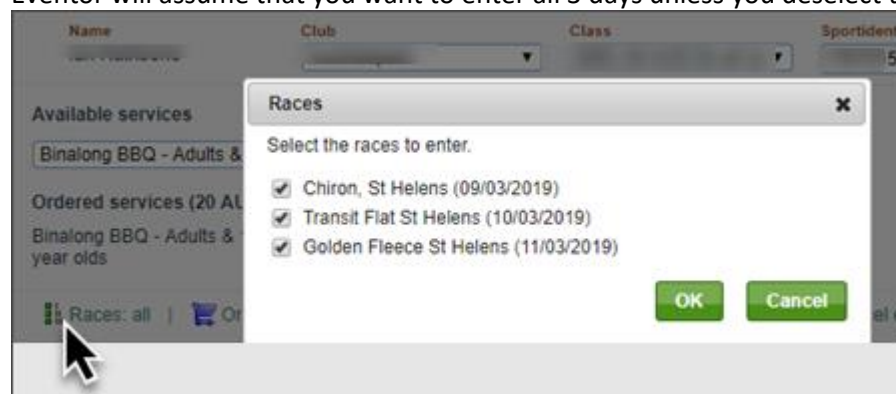 Eventor will assume that you want to enter all 3 days unless you deselect
Name Club Class Sportident
5
Races
Available services
Select the races to enter.
Binalong BBQ - Adults &
Chiron, St Helens (09/03/2019)
Ordered services (20 AU
Transit Flat St Helens (10/03/2019)
Binalong BBQ - Adults &
Golden Fleece St Helens (11/03/2019)
year olds
OK Cancel
Races: all | Or